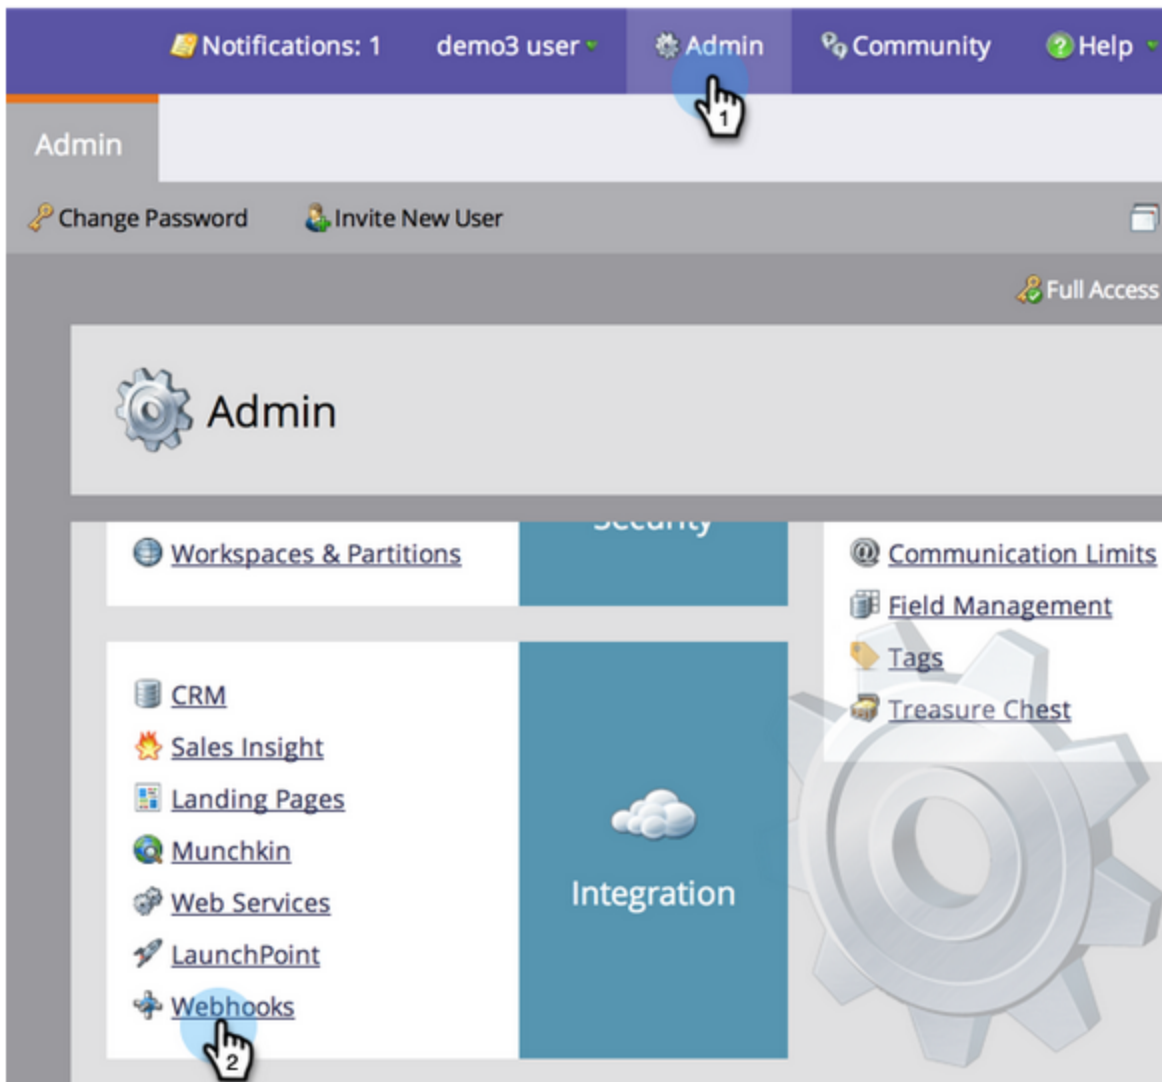 Notifications: 1 demo3 user Admin Community Help
1
Admin
Change Password Invite New User
Full Access
Admin
Security
Workspaces & Partitions
Communication Limits
Field Management
Tags
Treasure Chest
CRM
Sales Insight
Landing Pages
Munchkin
Web Services
LaunchPoint
Webhooks
Integration
2